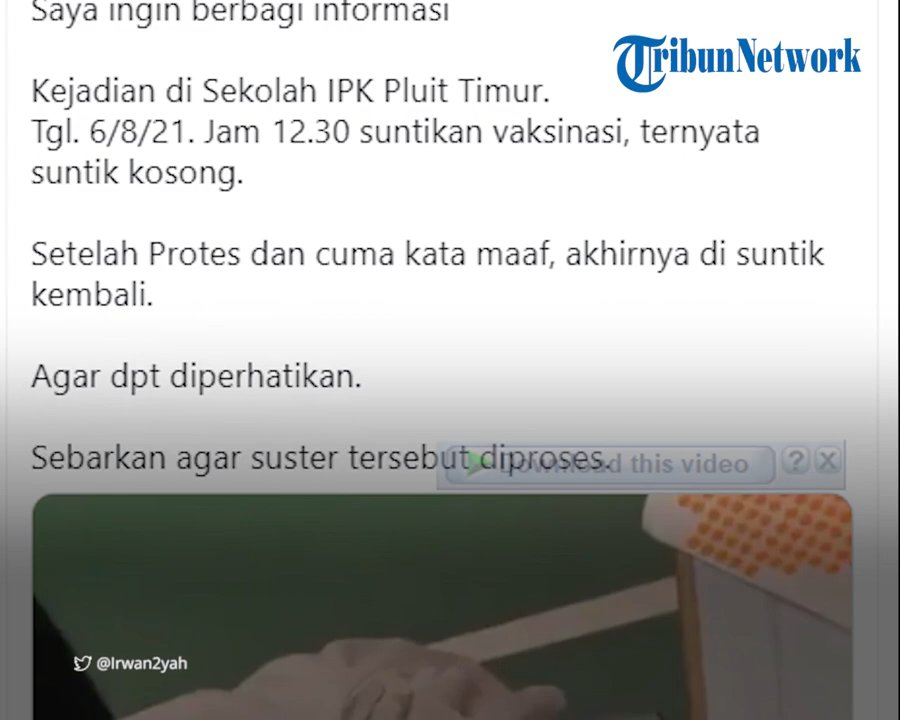 Saya ingin berbagi informasi
TribunNetwork
Kejadian di Sekolah IPK Pluit Timur.
Tgl. 6/8/21. Jam 12.30 suntikan vaksinasi, ternyata
suntik kosong.
Setelah Protes dan cuma kata maaf, akhirnya di suntik
kembali.
Agar dpt diperhatikan.
Sebarkan agar suster tersebut diproses.
Download this video ? X
@Irwan2yah